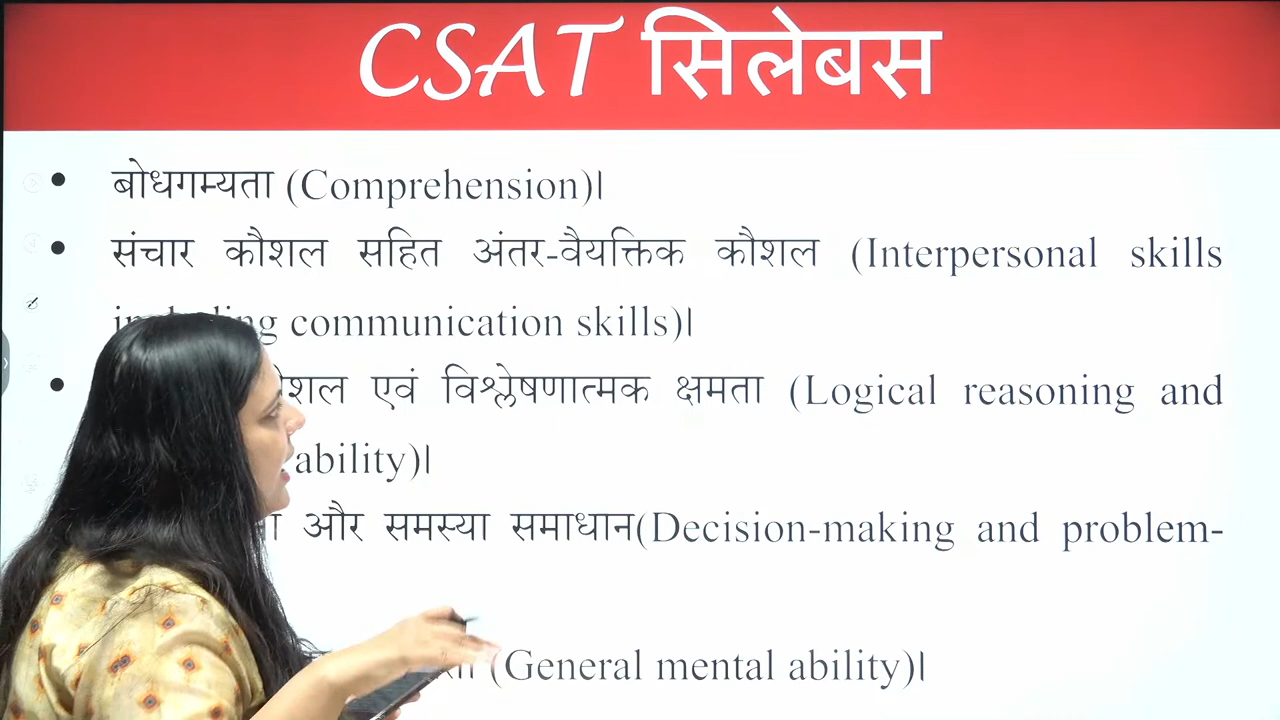 CSAT सिलेबस
• बोधगम्यता (Comprehension)।
• संचार कौशल सहित अंतर-वैयक्तिक कौशल (Interpersonal skills
communication skills)।
• एवं विश्लेषणात्मक क्षमता (Logical reasoning and
ability)।
और समस्या समाधान(Decision-making and problem-
(General mental ability)।